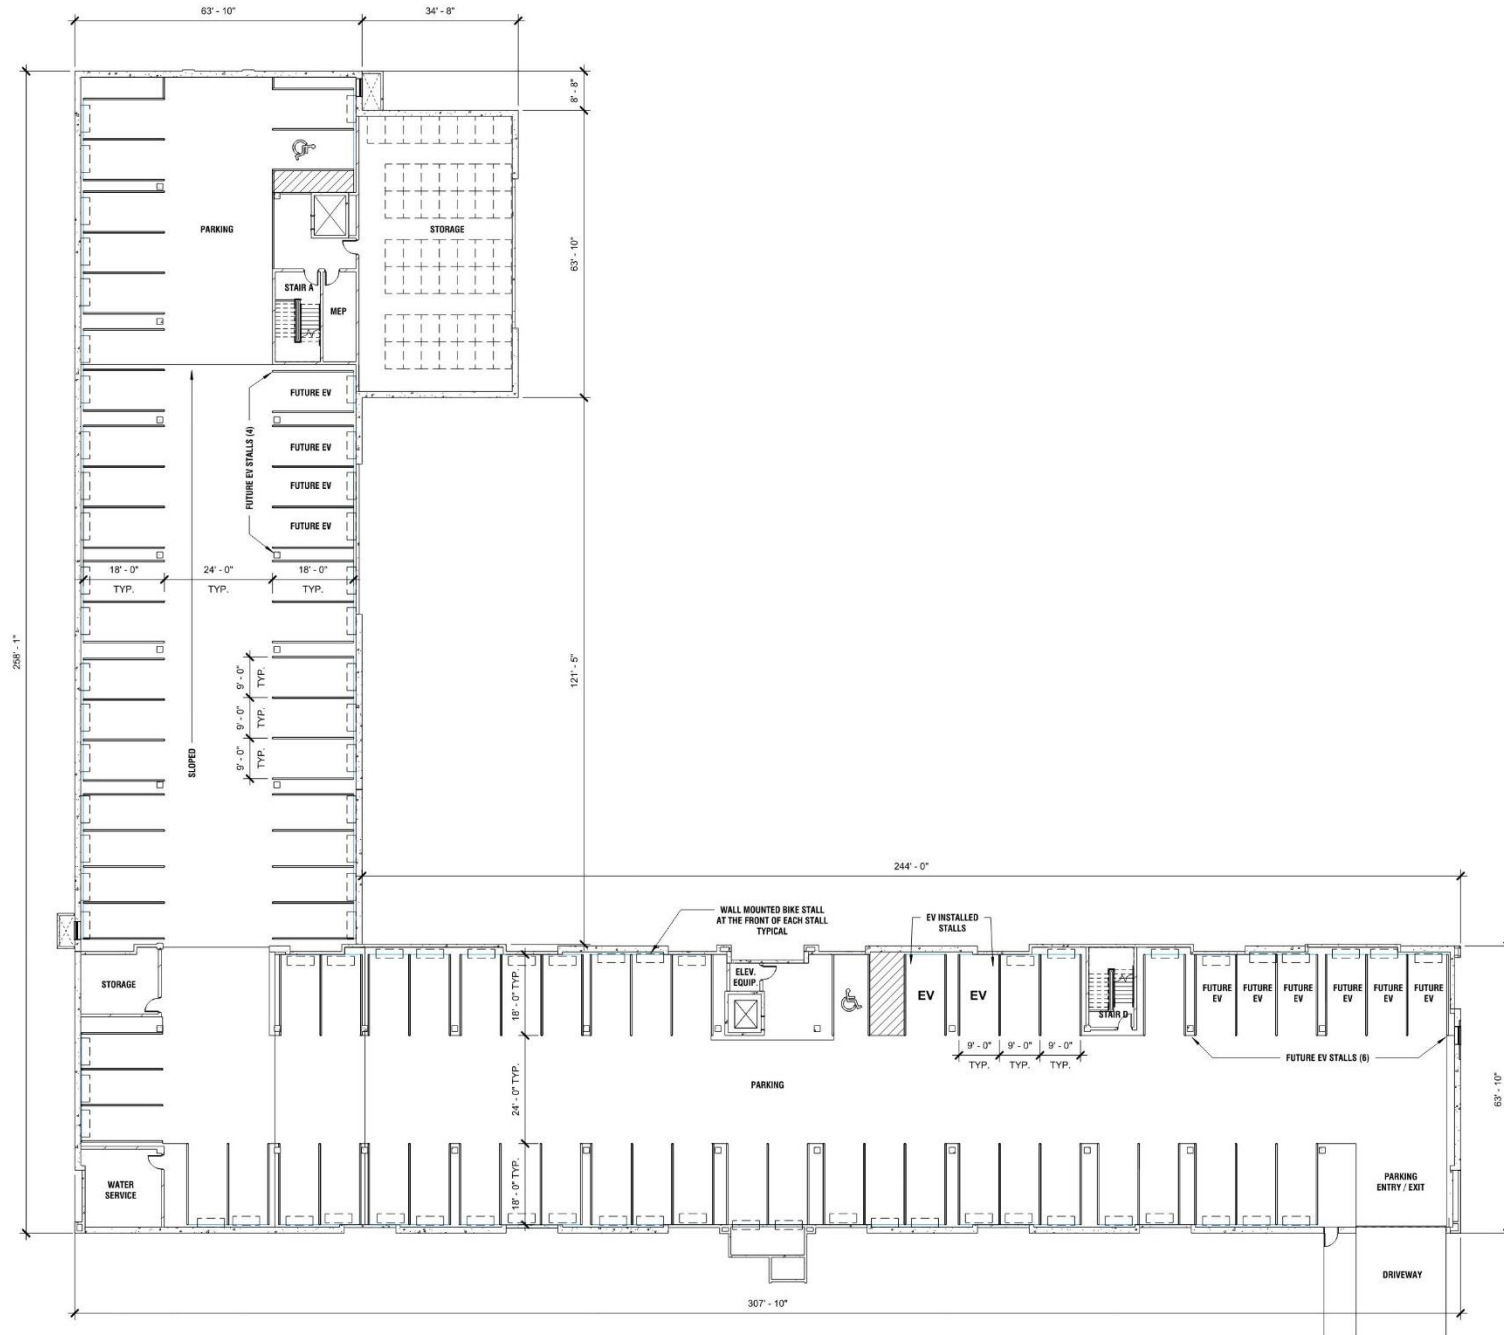 63' - 10"
34' - 8"
8' - 8"
PARKING
STORAGE
63' - 10"
STAIR A
MEP
FUTURE EV
FUTURE EV STALLS (4)
FUTURE EV
FUTURE EV
FUTURE EV
18' - 0"
TYP.
24' - 0"
TYP.
18' - 0"
TYP.
258' - 1"
9' - 0"
TYP.
9' - 0"
TYP.
9' - 0"
TYP.
121' - 5"
SLOPED
244' - 0"
WALL MOUNTED BIKE STALL
AT THE FRONT OF EACH STALL
TYPICAL
EV INSTALLED
STALLS
STORAGE
18' - 0" TYP.
ELEV.
EQUIP.
EV
EV
STAIR D
FUTURE
EV
FUTURE
EV
FUTURE
EV
FUTURE
EV
FUTURE
EV
FUTURE
EV
9' - 0"
TYP.
9' - 0"
TYP.
9' - 0"
TYP.
FUTURE EV STALLS (6)
24' - 0" TYP.
PARKING
63' - 10"
WATER
SERVICE
18' - 0" TYP.
PARKING
ENTRY / EXIT
DRIVEWAY
307' - 10"